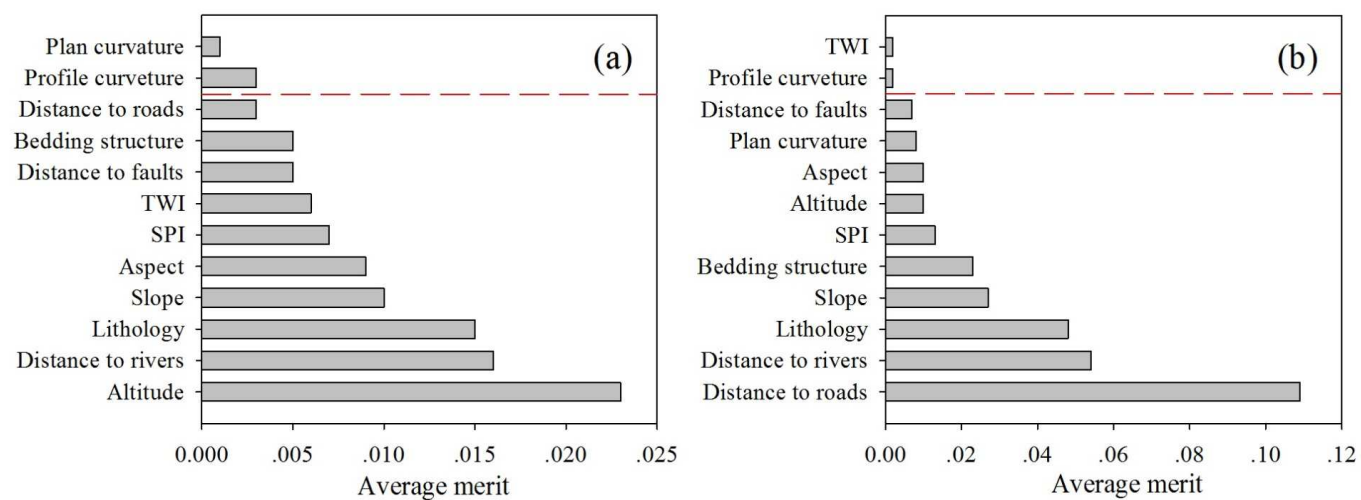 Plan curvature
Profile curveture
Distance to roads
Bedding structure
Distance to faults
TWI
SPI
Aspect
Slope
Lithology
Distance to rivers
Altitude
(a)
0.000 .005 .010 .015 .020 .025
Average merit
TWI
Profile curveture
Distance to faults
Plan curvature
Aspect
Altitude
SPI
Bedding structure
Slope
Lithology
Distance to rivers
Distance to roads
(b)
0.00 .02 .04 .06 .08 .10 .12
Average merit